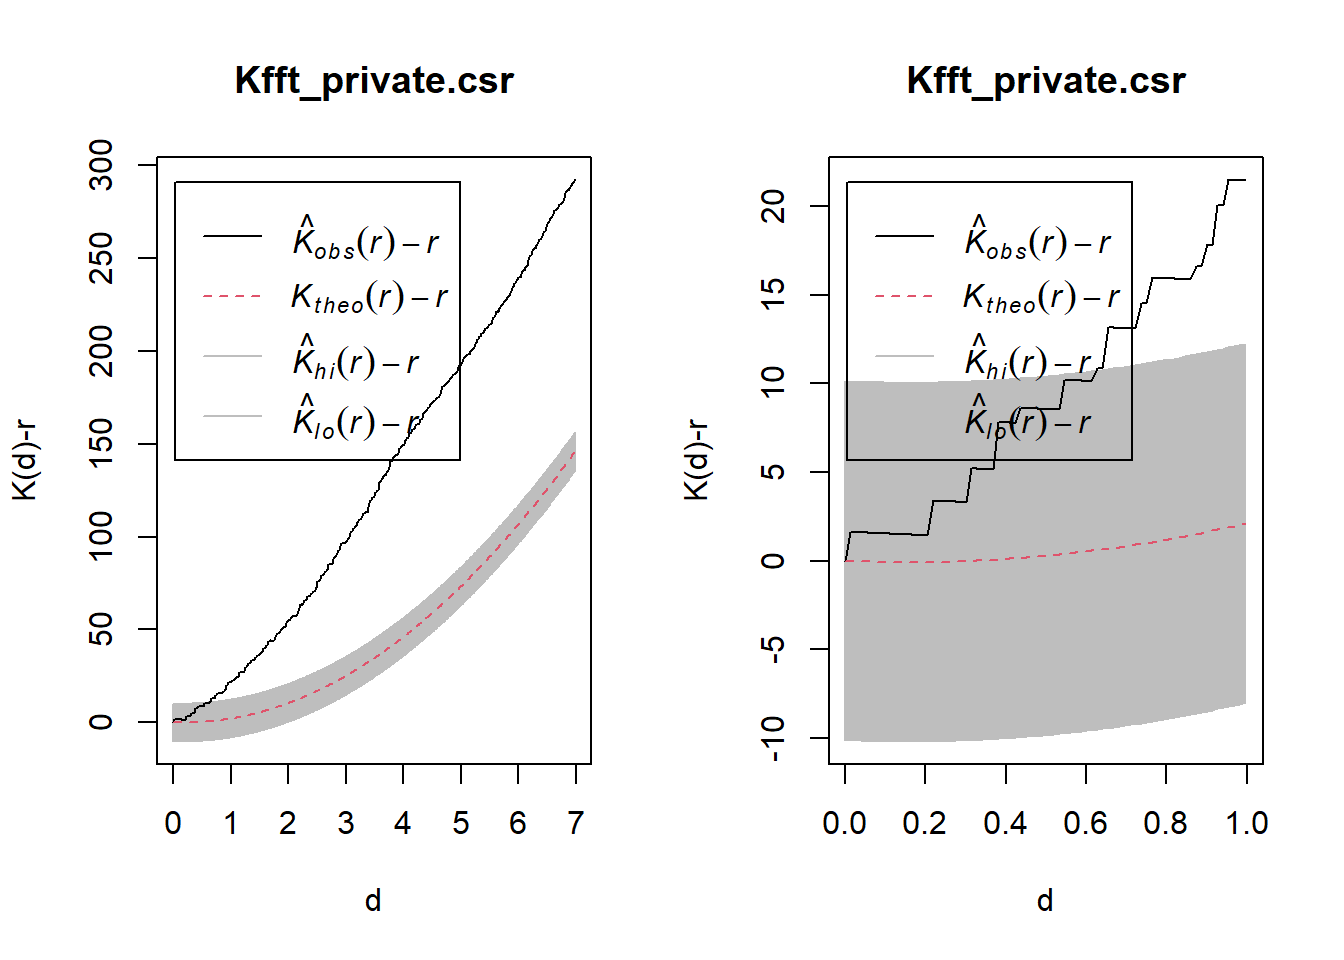 Kfft_private.csr
K(d)-r
300
250
200
150
100
50
0
K̂obs(r) − r
Ktheo(r) − r
K̂hi(r) − r
K̂lo(r) − r
0 1 2 3 4 5 6 7
d
Kfft_private.csr
K(d)-r
20
15
10
5
0
-5
-10
K̂obs(r) − r
Ktheo(r) − r
K̂hi(r) − r
K̂lo(r) − r
0.0 0.2 0.4 0.6 0.8 1.0
d